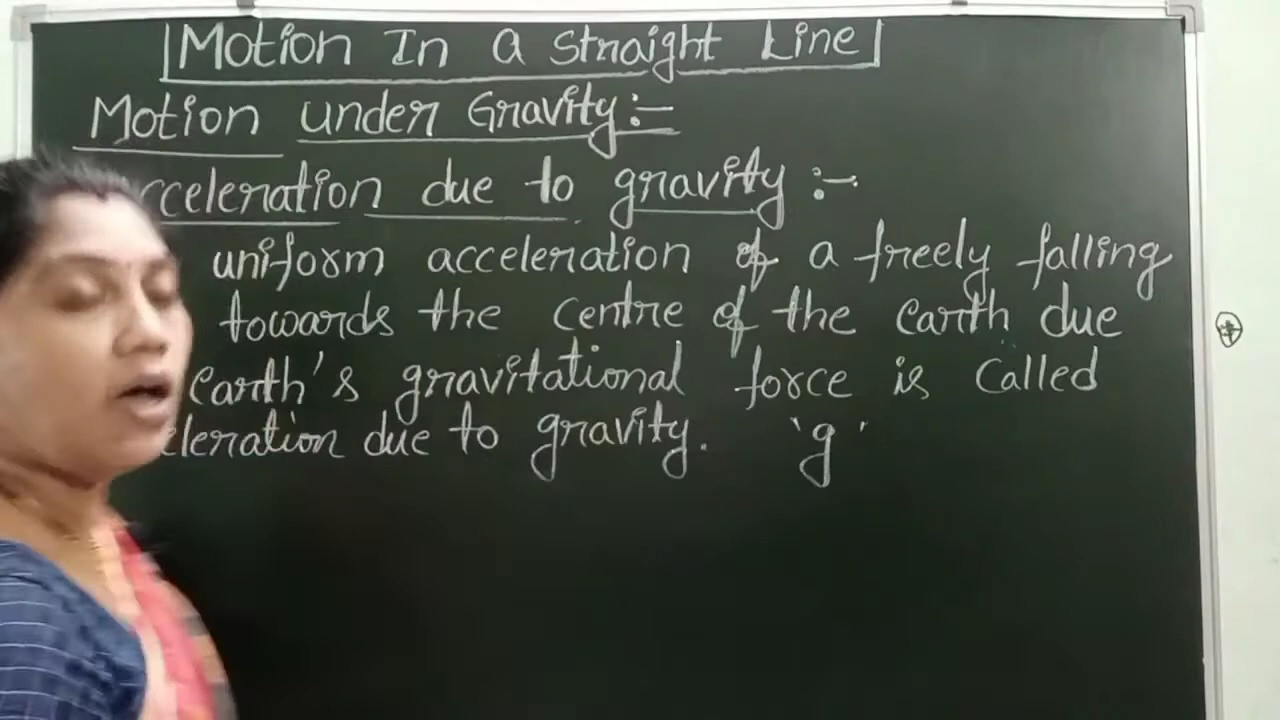 Motion In a Straight Line
Motion under Gravity:-
cceleration due to gravity :-
uniform acceleration of a freely falling
towards the centre of the earth due
earth's gravitational force is called
leration due to gravity. 'g'